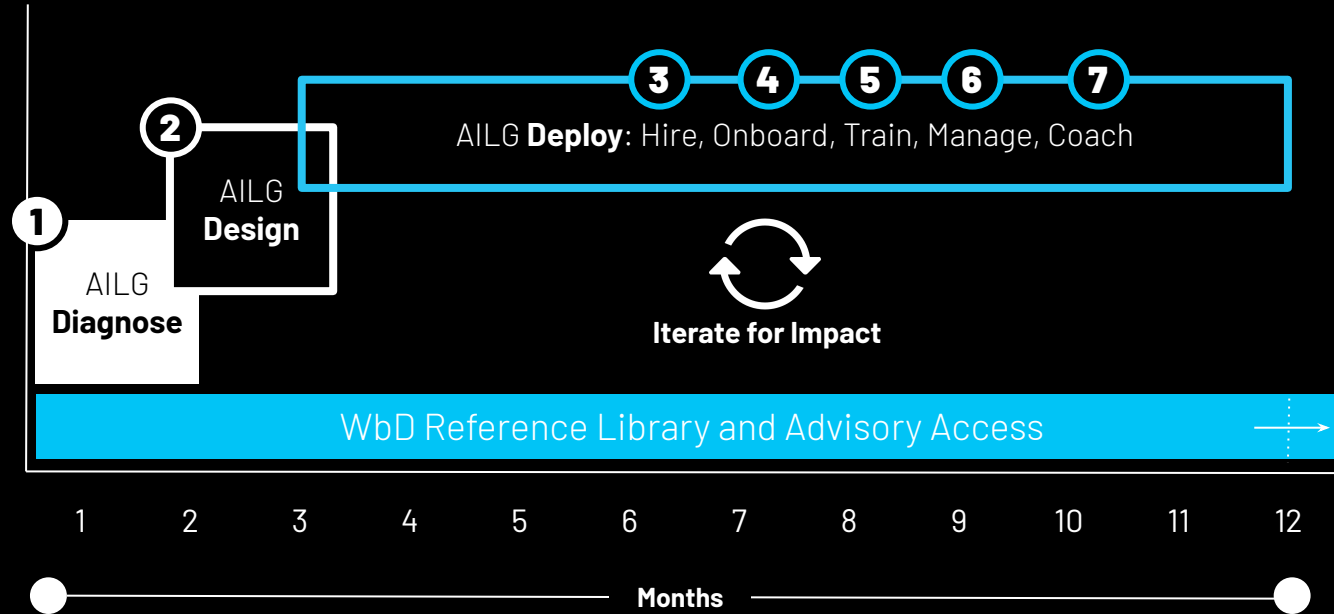 3 4 5 6 7
AILG Deploy: Hire, Onboard, Train, Manage, Coach
2
AILG
Design
1
AILG
Diagnose
Iterate for Impact
WbD Reference Library and Advisory Access
1 2 3 4 5 6 7 8 9 10 11 12
Months